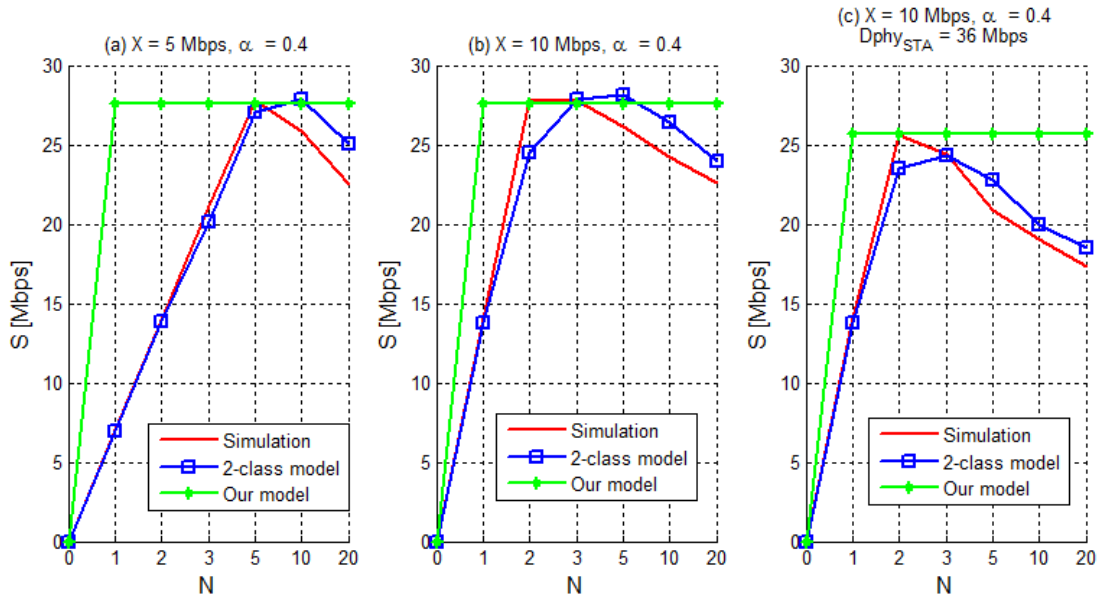 (a) X = 5 Mbps, α = 0.4
30
25
20
15
10
5
0
S [Mbps]
0 1 2 3 5 10 20
N
Simulation
2-class model
Our model
(b) X = 10 Mbps, α = 0.4
30
25
20
15
10
5
0
S [Mbps]
0 1 2 3 5 10 20
N
Simulation
2-class model
Our model
(c) X = 10 Mbps, α = 0.4
Dphy_STA = 36 Mbps
30
25
20
15
10
5
0
S [Mbps]
0 1 2 3 5 10 20
N
Simulation
2-class model
Our model